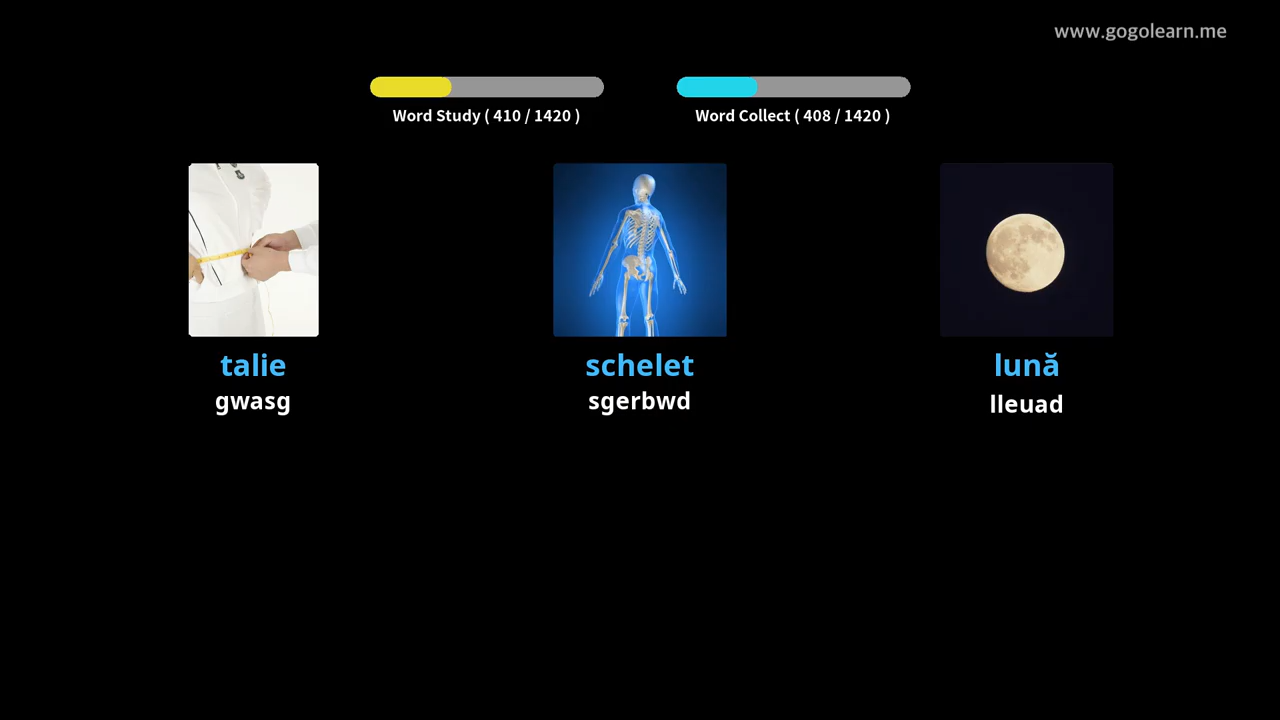 www.gogolearn.me
Word Study ( 410 / 1420 )
Word Collect ( 408 / 1420 )
talie
gwasg
schelet
sgerbwd
lună
lleuad